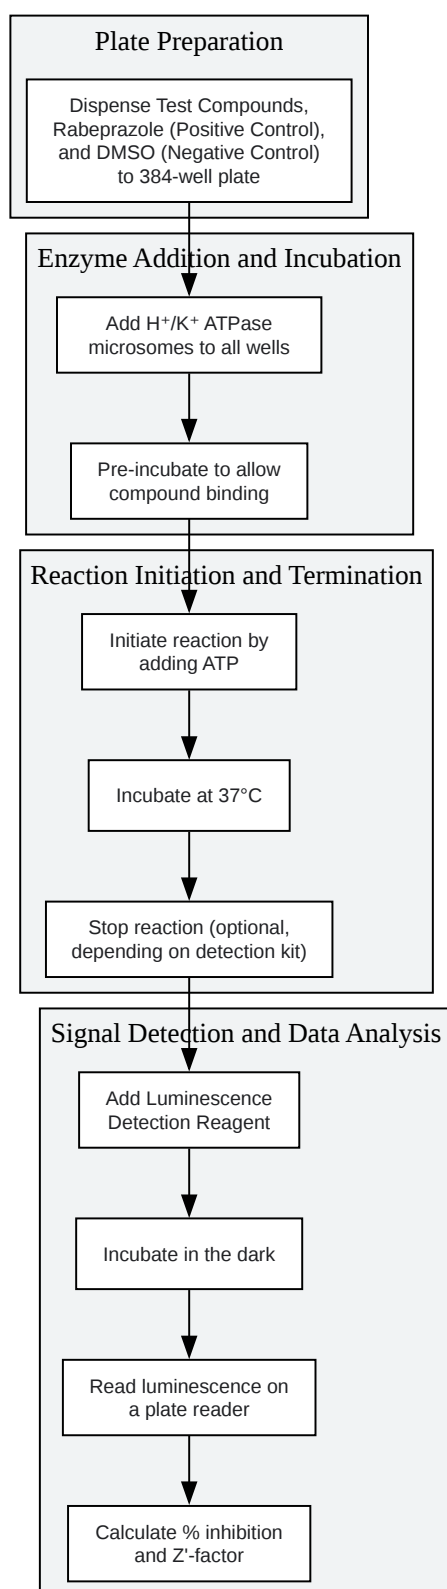 Plate Preparation
Dispense Test Compounds,
Rabeprazole (Positive Control),
and DMSO (Negative Control)
to 384-well plate
Enzyme Addition and Incubation
Add H⁺/K⁺ ATPase
microsomes to all wells
Pre-incubate to allow
compound binding
Reaction Initiation and Termination
Initiate reaction by
adding ATP
Incubate at 37°C
Stop reaction (optional,
depending on detection kit)
Signal Detection and Data Analysis
Add Luminescence
Detection Reagent
Incubate in the dark
Read luminescence on
a plate reader
Calculate % inhibition
and Z'-factor